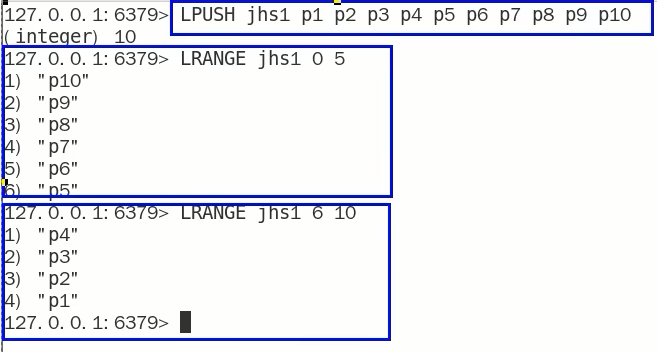 127.0.0.1:6379> LPUSH jhs1 p1 p2 p3 p4 p5 p6 p7 p8 p9 p10
(integer) 10
127.0.0.1:6379> LRANGE jhs1 0 5
1) "p10"
2) "p9"
3) "p8"
4) "p7"
5) "p6"
6) "p5"
127.0.0.1:6379> LRANGE jhs1 6 10
1) "p4"
2) "p3"
3) "p2"
4) "p1"
127.0.0.1:6379>